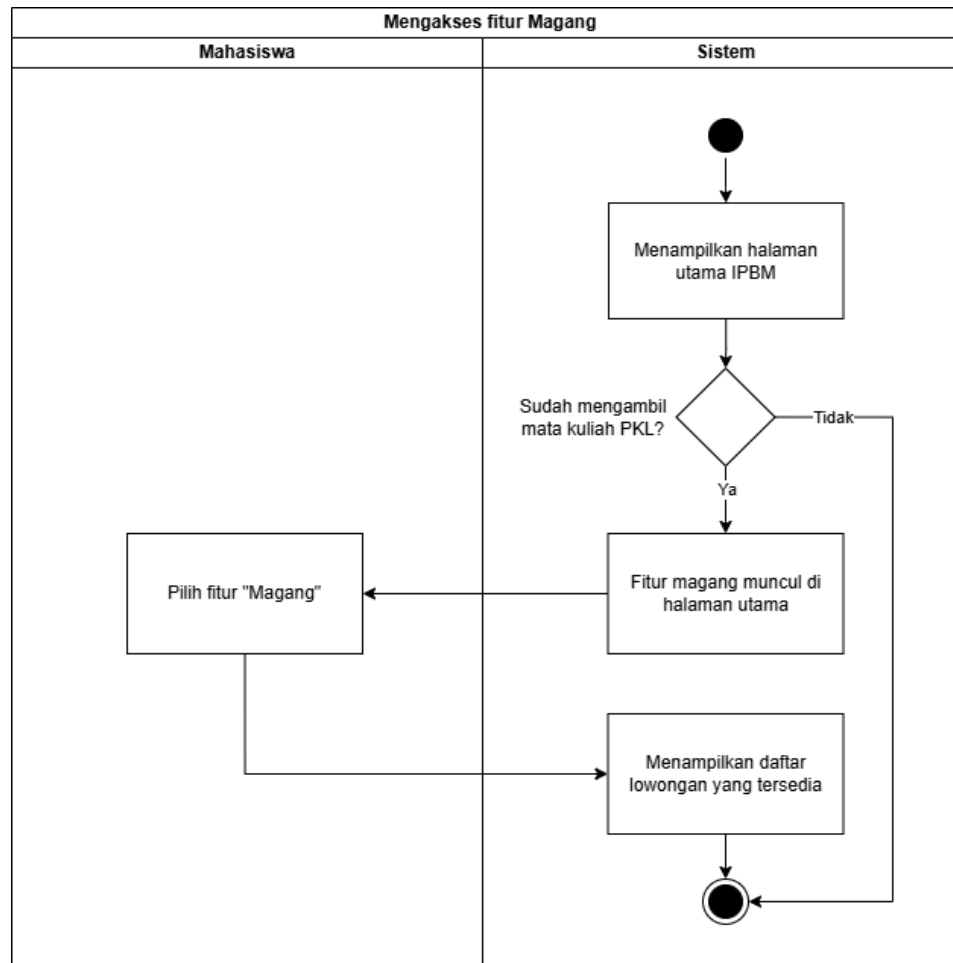 Mengakses fitur Magang
Mahasiswa
Sistem
Menampilkan halaman
utama IPBM
Sudah mengambil
mata kuliah PKL?
Tidak
Ya
Pilih fitur "Magang"
Fitur magang muncul di
halaman utama
Menampilkan daftar
lowongan yang tersedia